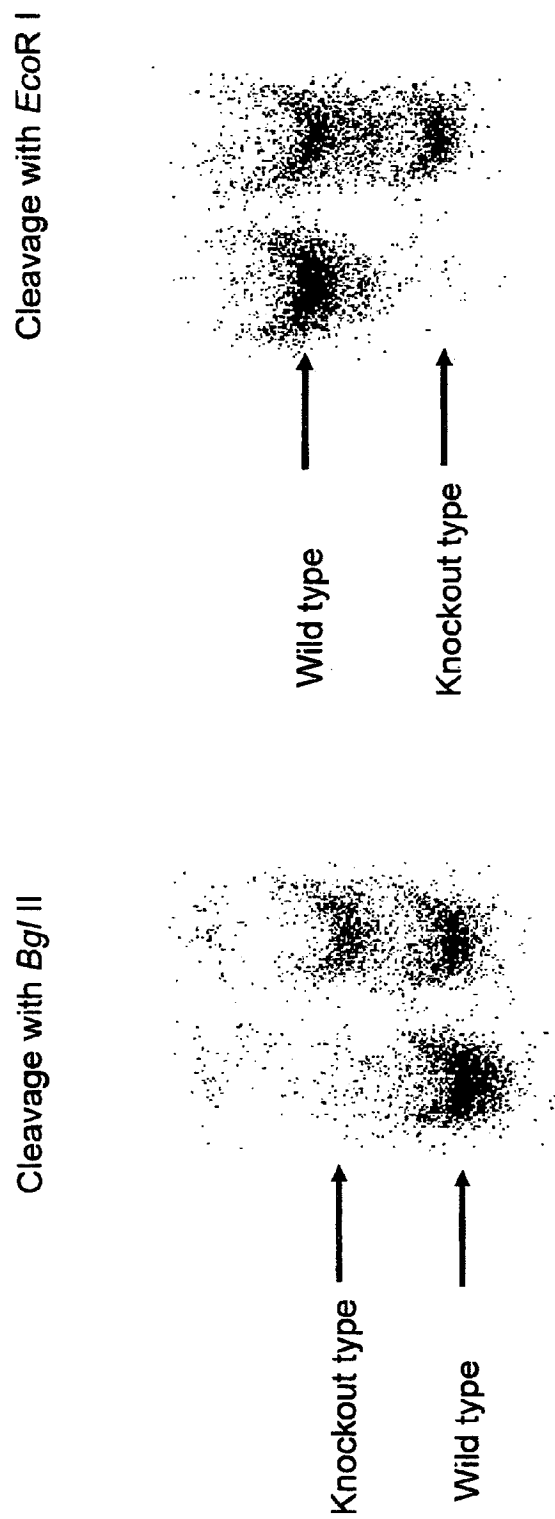 Cleavage with Bgl II
Knockout type
Wild type
Cleavage with EcoR I
Wild type
Knockout type